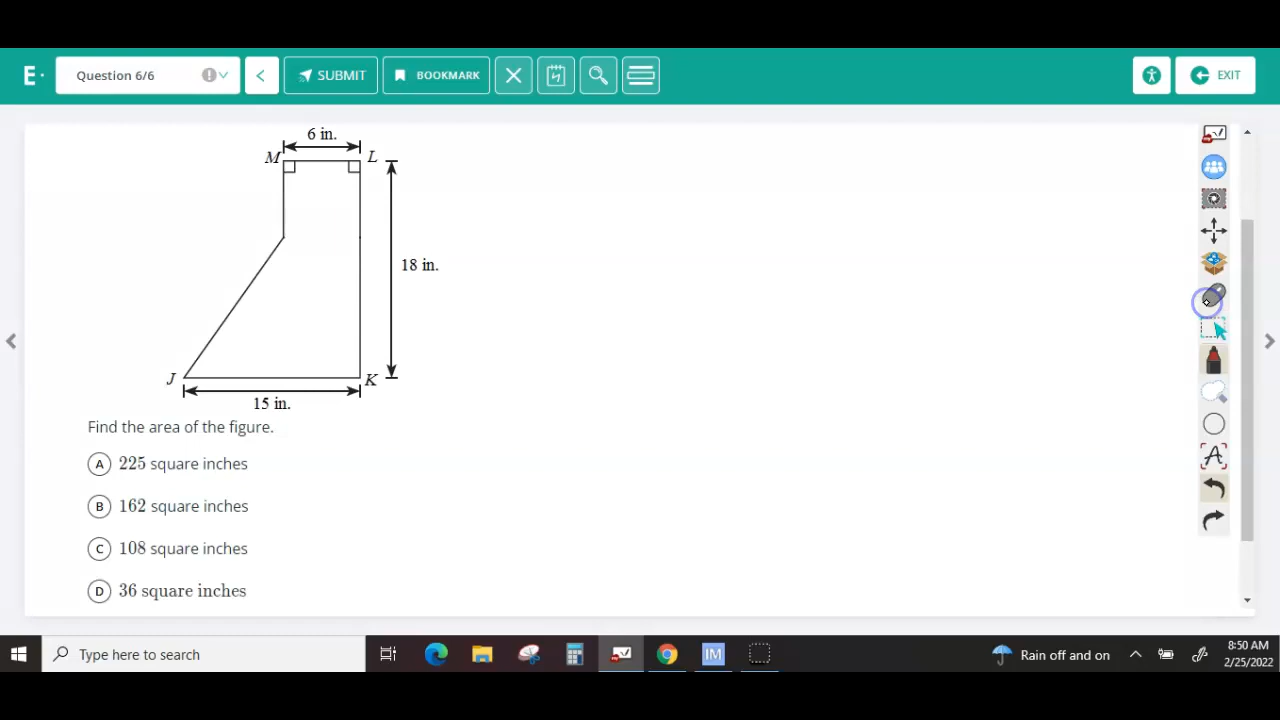 E·
Question 6/6
SUBMIT
BOOKMARK
EXIT
6 in.
M
L
18 in.
J
K
15 in.
Find the area of the figure.
A 225 square inches
B 162 square inches
C 108 square inches
D 36 square inches
Type here to search
IM
Rain off and on
8:50 AM
2/25/2022